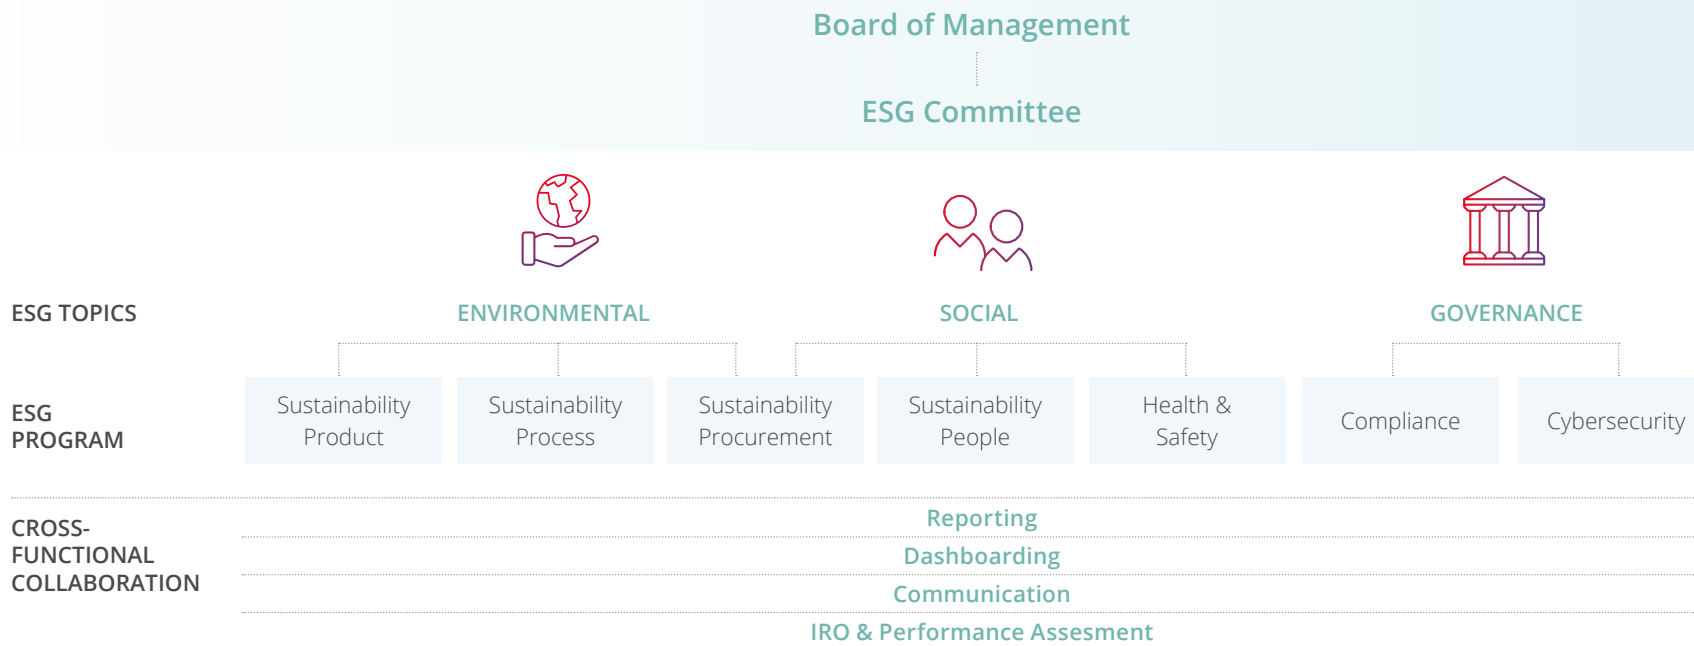 Board of Management
ESG Committee
ESG TOPICS
ENVIRONMENTAL
SOCIAL
GOVERNANCE
ESG
PROGRAM
Sustainability
Product
Sustainability
Process
Sustainability
Procurement
Sustainability
People
Health &
Safety
Compliance
Cybersecurity
CROSS-
FUNCTIONAL
COLLABORATION
Reporting
Dashboarding
Communication
IRO & Performance Assesment